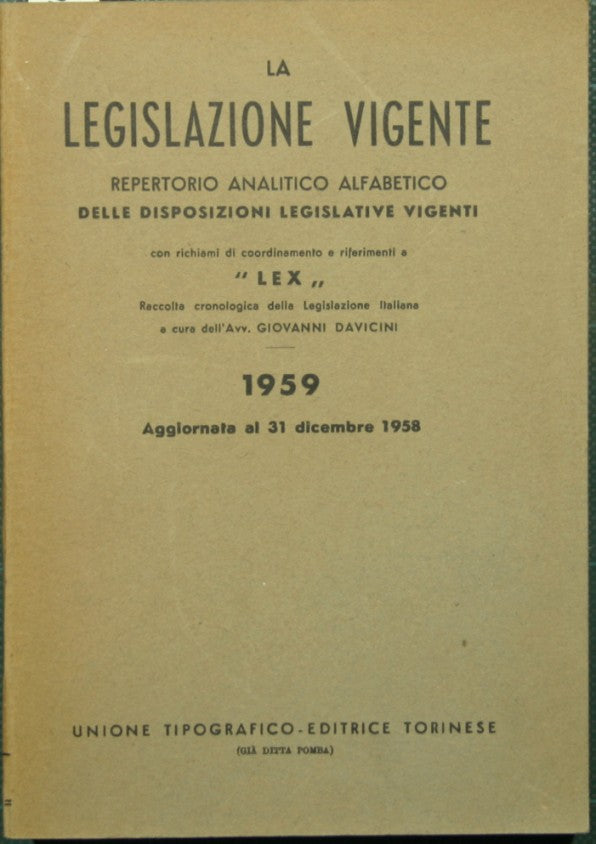 LA
LEGISLAZIONE VIGENTE
REPERTORIO ANALITICO ALFABETICO
DELLE DISPOSIZIONI LEGISLATIVE VIGENTI
con richiami di coordinamento e riferimenti a
" LEX „
Raccolta cronologica della Legislazione Italiana
a cura dell'Avv. GIOVANNI DAVICINI
1959
Aggiornata al 31 dicembre 1958
UNIONE TIPOGRAFICO-EDITRICE TORINESE
(GIÀ DITTA POMBA)